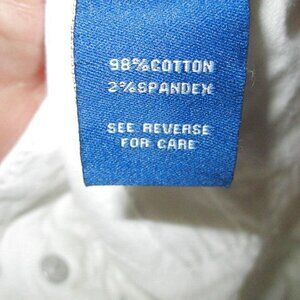 98% COTTON
2% SPANDEX
SEE REVERSE
FOR CARE